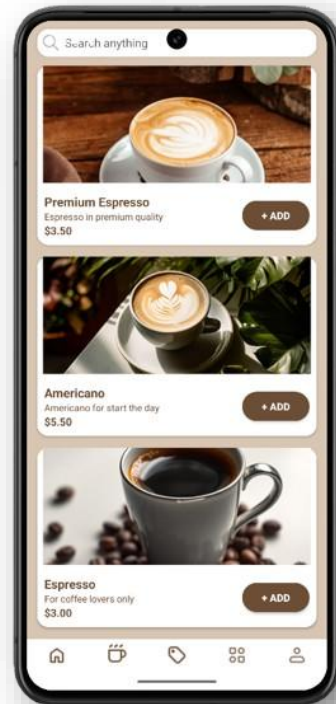 Search anything
Premium Espresso
Espresso in premium quality
$3.50
+ ADD
Americano
Americano for start the day
$5.50
+ ADD
Espresso
For coffee lovers only
$3.00
+ ADD